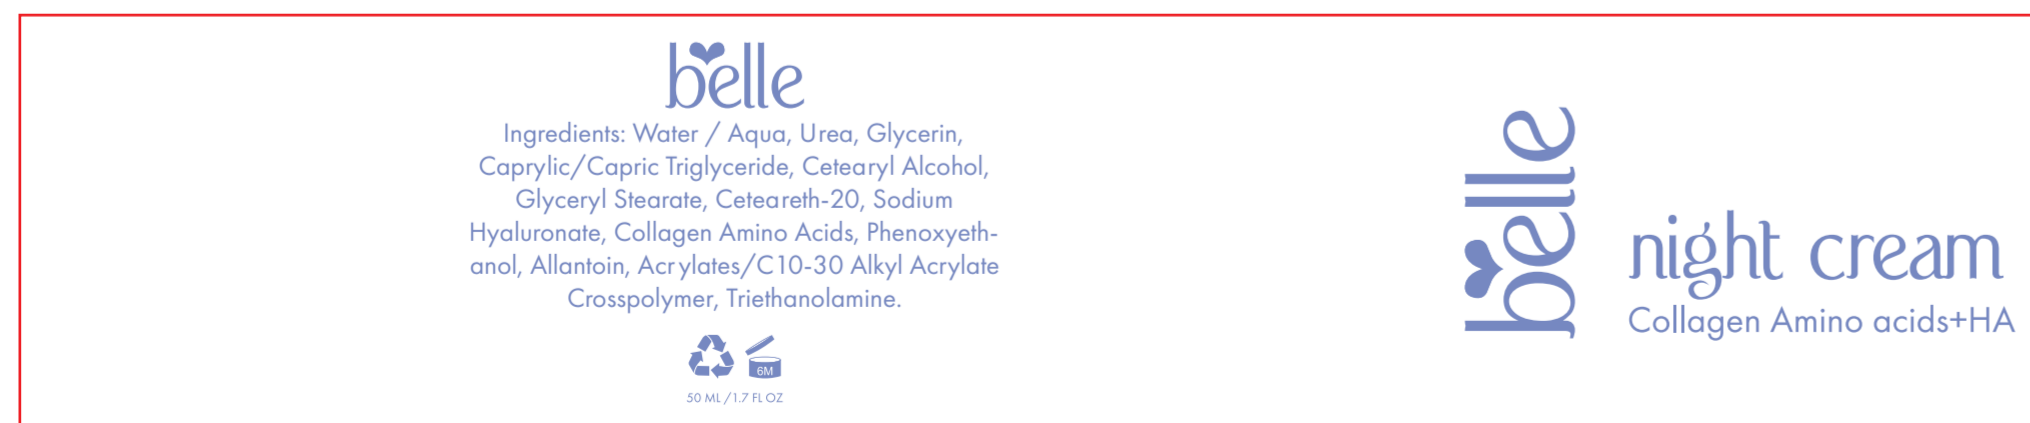 belle
Ingredients: Water / Aqua, Urea, Glycerin,
Caprylic/Capric Triglyceride, Cetearyl Alcohol,
Glyceryl Stearate, Ceteareth-20, Sodium
Hyaluronate, Collagen Amino Acids, Phenoxyeth-
anol, Allantoin, Acrylates/C10-30 Alkyl Acrylate
Crosspolymer, Triethanolamine.
6M
50 ML /1.7 FL OZ
belle
night cream
Collagen Amino acids+HA